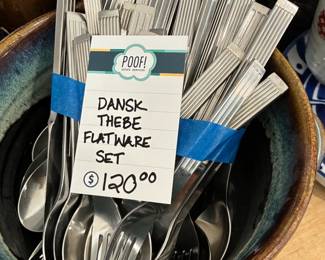 POOF!
DANSK
THEBE
FLATWARE
SET
$120.00